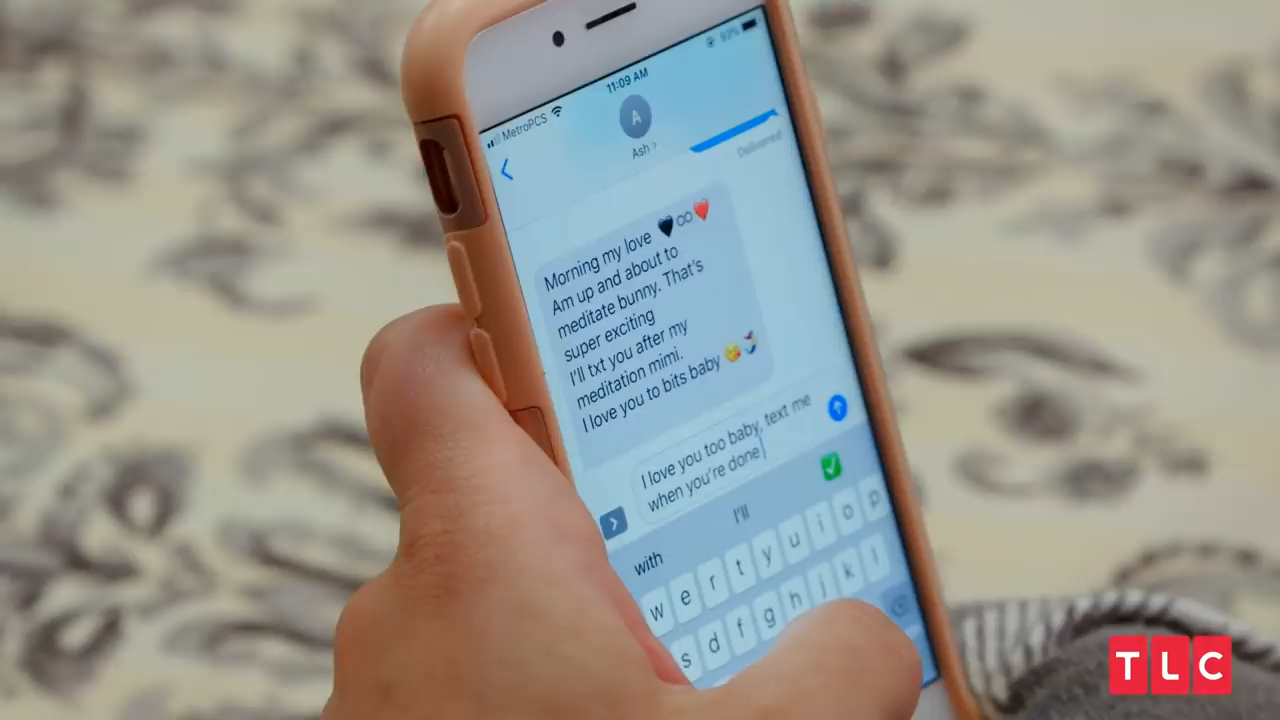 MetroPCS
11:09 AM
93%
A
Ash
Delivered
Morning my love 🖤∞❤️
Am up and about to
meditate bunny. That's
super exciting
I'll txt you after my
meditation mimi.
I love you to bits baby 😘
I love you too baby, text me
when you're done
with
I'll
w e r t y u i o p
s d f g h j k l
TLC